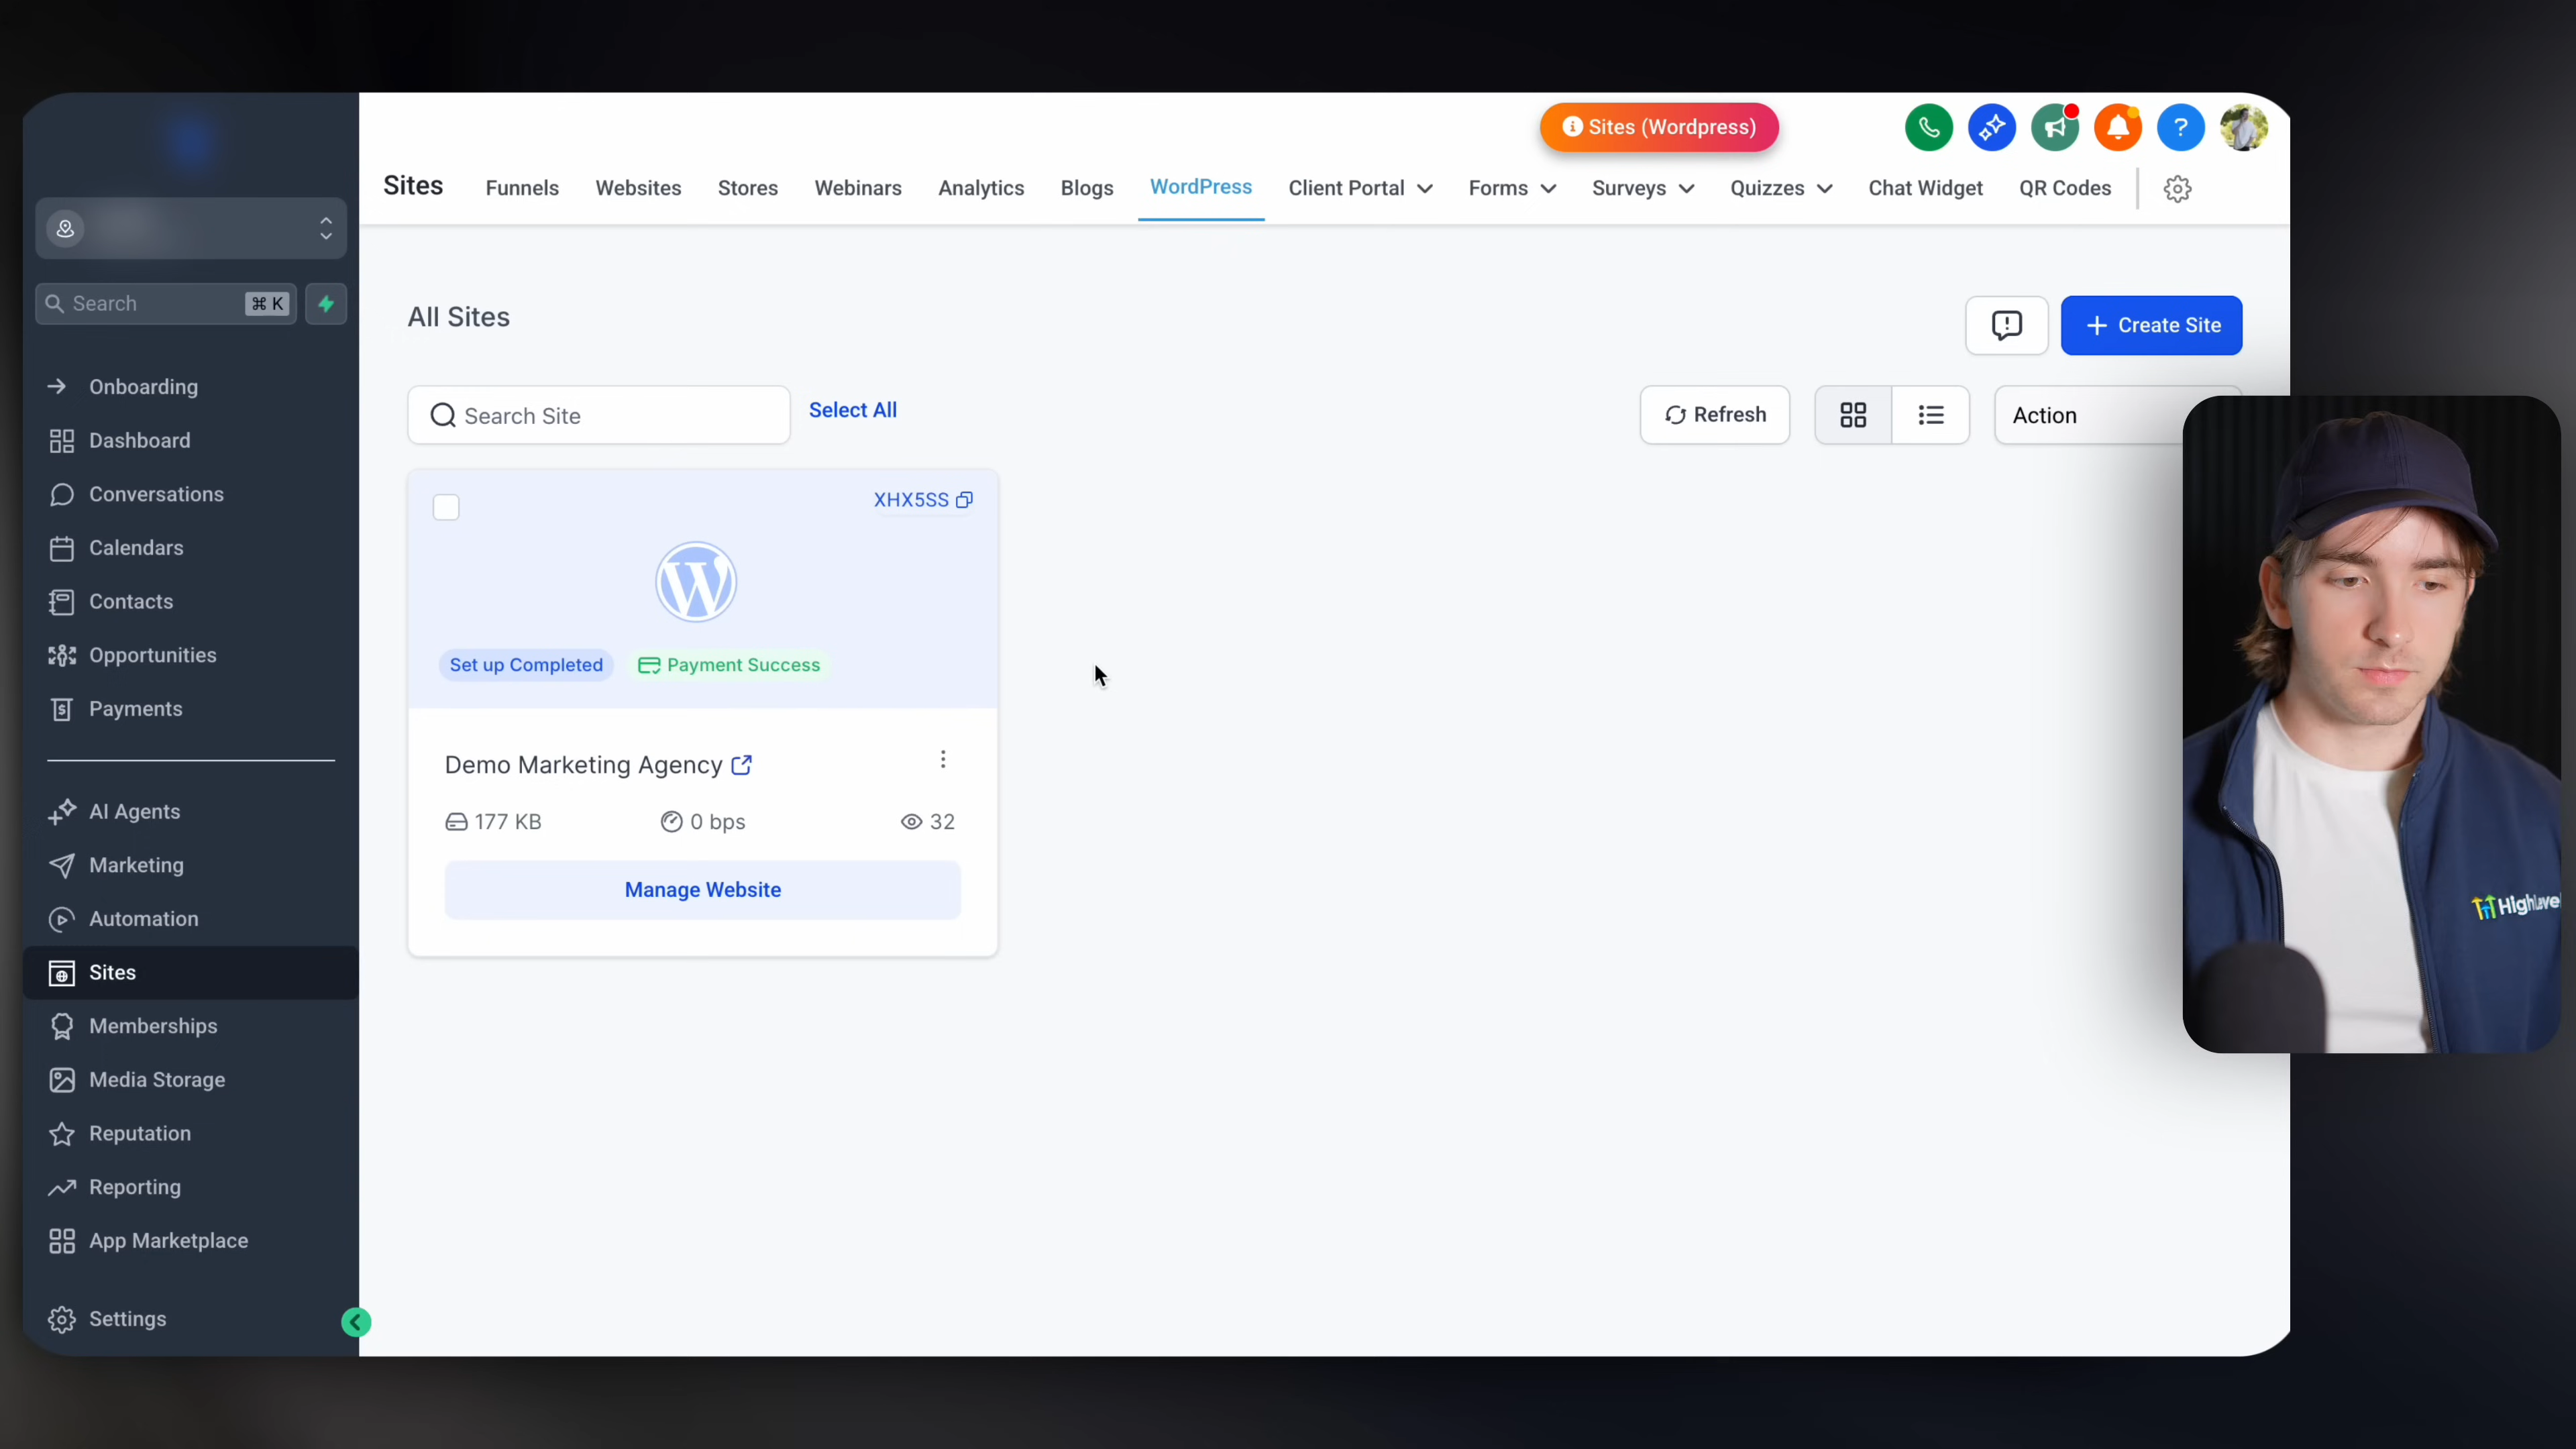 Sites (Wordpress)
?
Sites
Funnels
Websites
Stores
Webinars
Analytics
Blogs
WordPress
Client Portal
Forms
Surveys
Quizzes
Chat Widget
QR Codes
Search
⌘ K
Onboarding
Dashboard
Conversations
Calendars
Contacts
Opportunities
Payments
AI Agents
Marketing
Automation
Sites
Memberships
Media Storage
Reputation
Reporting
App Marketplace
Settings
All Sites
+ Create Site
Search Site
Select All
Refresh
Action
XHX5SS
Set up Completed
Payment Success
Demo Marketing Agency
177 KB
0 bps
32
Manage Website
HighLeve